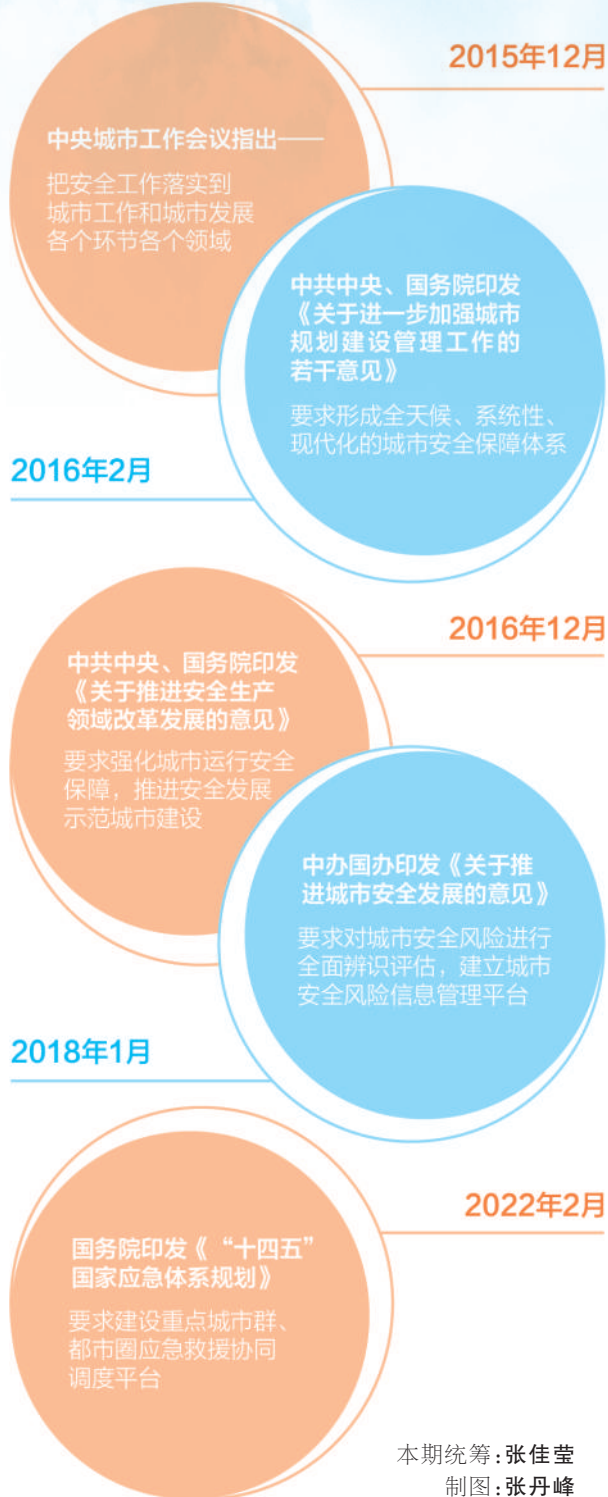 2015年12月
中央城市工作会议指出——
把安全工作落实到
城市工作和城市发展
各个环节各个领域
中共中央、国务院印发
《关于进一步加强城市
规划建设管理工作的
若干意见》
要求形成全天候、系统性、
现代化的城市安全保障体系
2016年2月
2016年12月
中共中央、国务院印发
《关于推进安全生产
领域改革发展的意见》
要求强化城市运行安全
保障，推进安全发展
示范城市建设
中办国办印发《关于推
进城市安全发展的意见》
要求对城市安全风险进行
全面辨识评估，建立城市
安全风险信息管理平台
2018年1月
2022年2月
国务院印发《“十四五”
国家应急体系规划》
要求建设重点城市群、
都市圈应急救援协同
调度平台
本期统筹：张佳莹
制图：张丹峰